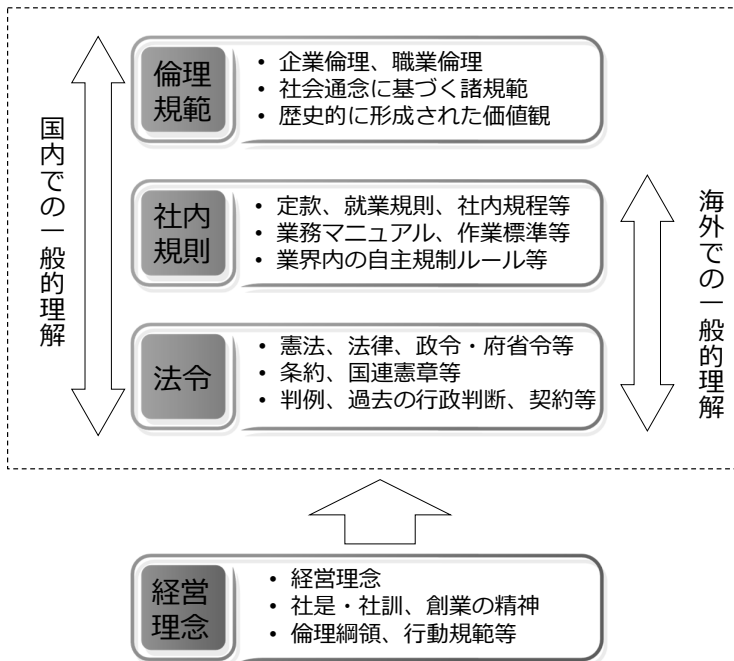 国内での一般的理解
倫理
規範
• 企業倫理、職業倫理
• 社会通念に基づく諸規範
• 歴史的に形成された価値観
社内
規則
• 定款、就業規則、社内規程等
• 業務マニュアル、作業標準等
• 業界内の自主規制ルール等
法令
• 憲法、法律、政令・府省令等
• 条約、国連憲章等
• 判例、過去の行政判断、契約等
海外での一般的理解
経営
理念
• 経営理念
• 社是・社訓、創業の精神
• 倫理綱領、行動規範等